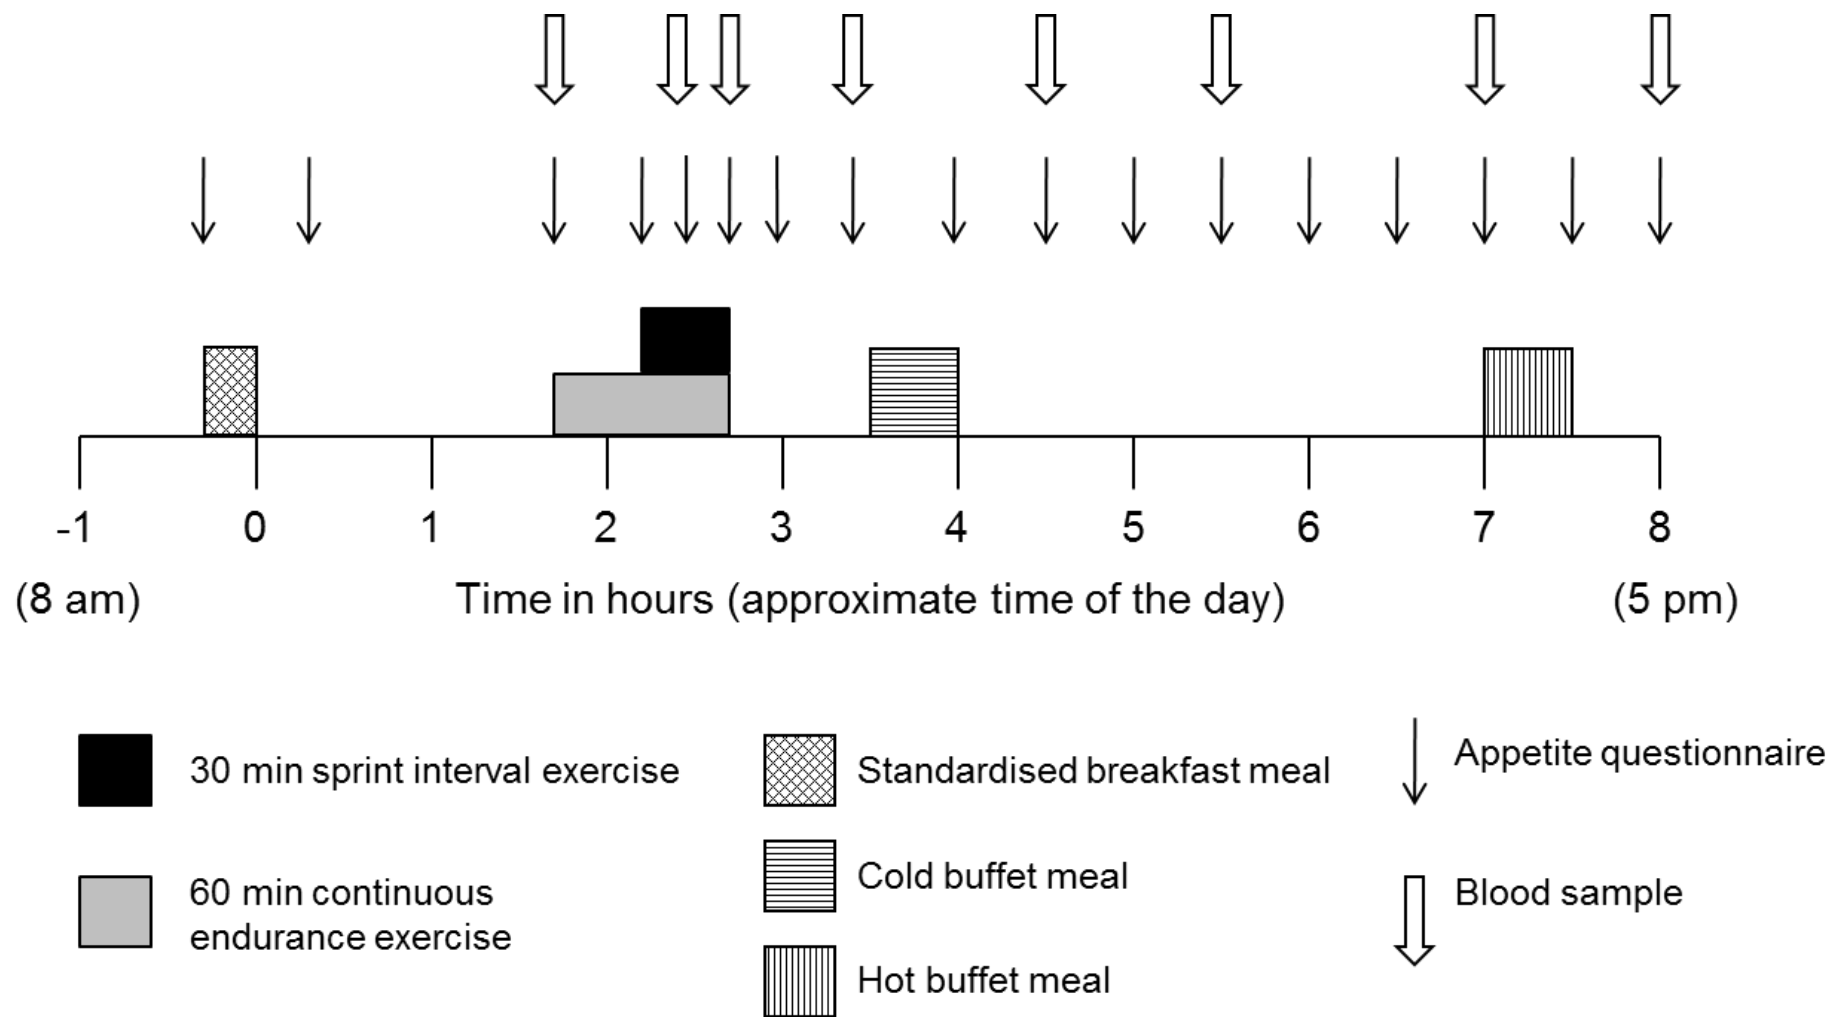 -1 0 1 2 3 4 5 6 7 8
(8 am) Time in hours (approximate time of the day) (5 pm)
30 min sprint interval exercise
60 min continuous
endurance exercise
Standardised breakfast meal
Cold buffet meal
Hot buffet meal
Appetite questionnaire
Blood sample